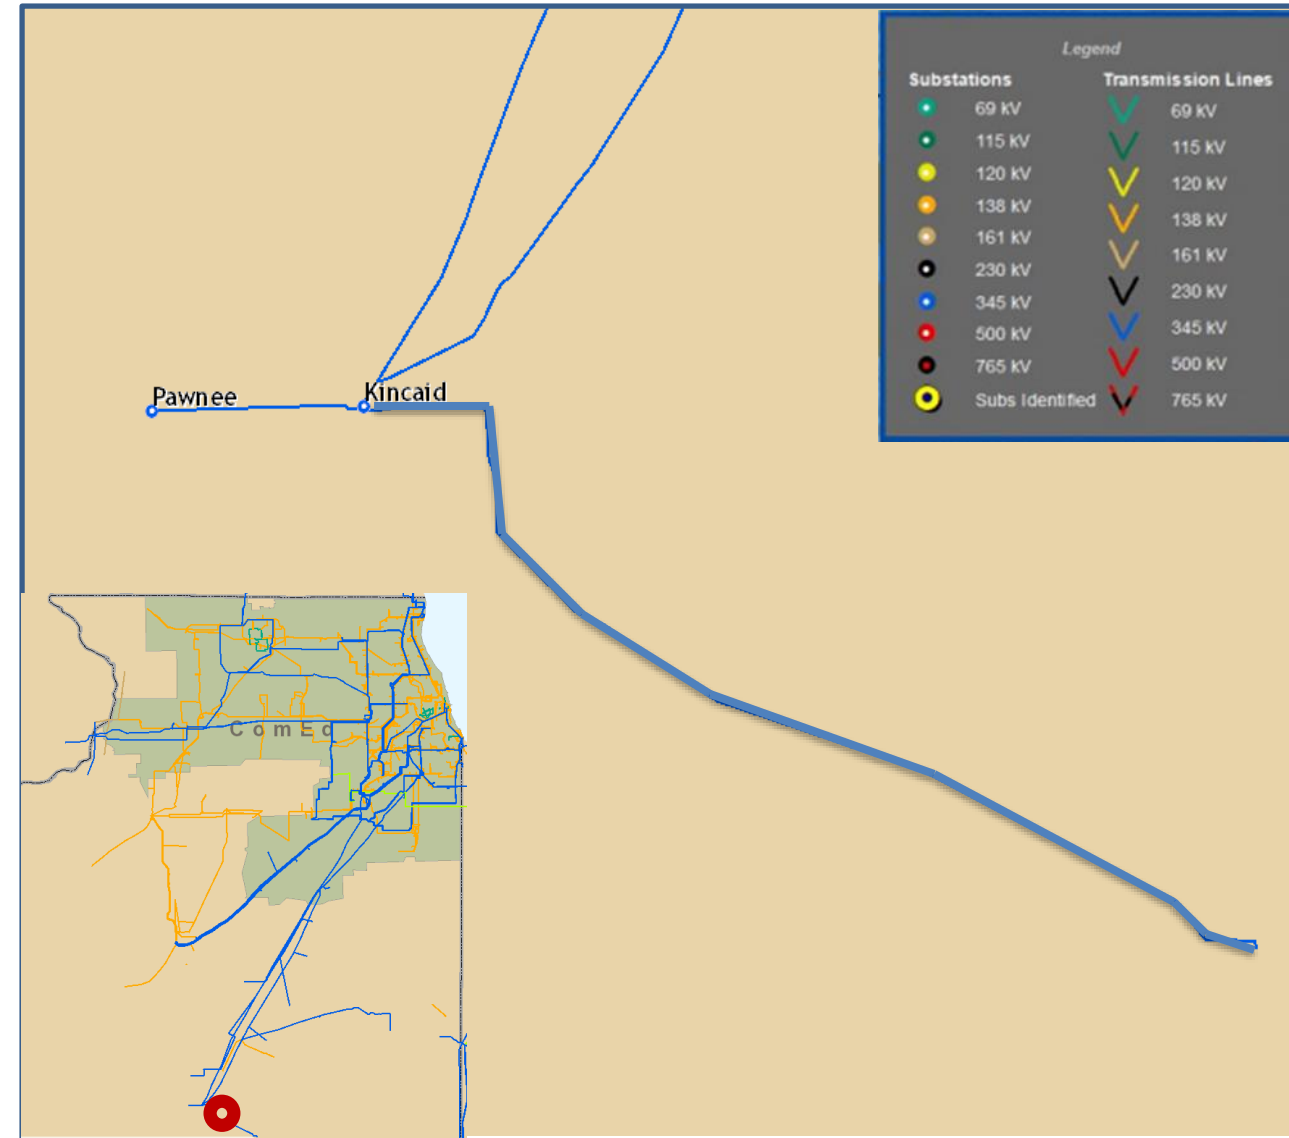 Legend
Substations Transmission Lines
69 kV 69 kV
115 kV 115 kV
120 kV 120 kV
138 kV 138 kV
161 kV 161 kV
230 kV 230 kV
345 kV 345 kV
500 kV 500 kV
765 kV 765 kV
Subs Identified
Pawnee
Kincaid
ComEd